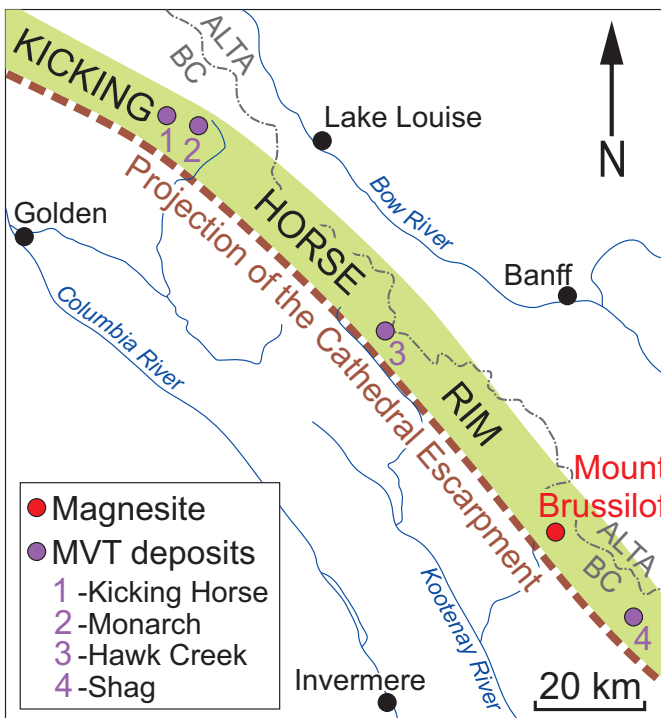 KICKING
HORSE
RIM
ALTA
BC
N
Lake Louise
1
2
Golden
Projection of the Cathedral Escarpment
Bow River
Banff
Columbia River
3
Mount
Brussilof
ALTA
BC
4
Kootenay River
Invermere
20 km
Magnesite
MVT deposits
1 -Kicking Horse
2 -Monarch
3 -Hawk Creek
4 -Shag